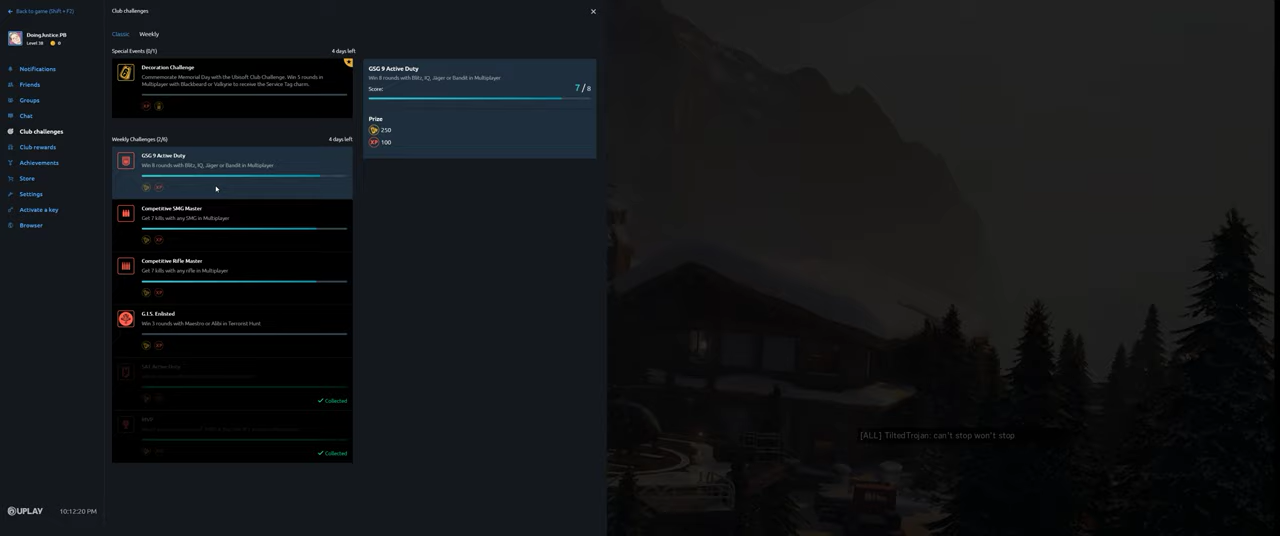 Back to game (Shift + F2)
Club challenges
DoingJustice.PB
Level 38 0
Classic Weekly
Special Events (0/1) 4 days left
Notifications
Friends
Groups
Chat
Club challenges
Club rewards
Achievements
Store
Settings
Activate a key
Browser
Decoration Challenge
Commemorate Memorial Day with the Ubisoft Club Challenge. Win 5 rounds in
Multiplayer with Blackbeard or Valkyrie to receive the Service Tag charm.
XP
Weekly Challenges (2/6) 4 days left
GSG 9 Active Duty
Win 8 rounds with Blitz, IQ, Jäger or Bandit in Multiplayer
XP
Competitive SMG Master
Get 7 kills with any SMG in Multiplayer
XP
Competitive Rifle Master
Get 7 kills with any rifle in Multiplayer
XP
G.I.S. Enlisted
Win 3 rounds with Maestro or Alibi in Terrorist Hunt
XP
Collected
Collected
GSG 9 Active Duty
Win 8 rounds with Blitz, IQ, Jäger or Bandit in Multiplayer
Score: 7 / 8
Prize
250
XP 100
[ALL] TiltedTrojan: can't stop won't stop
UPLAY 10:12:20 PM